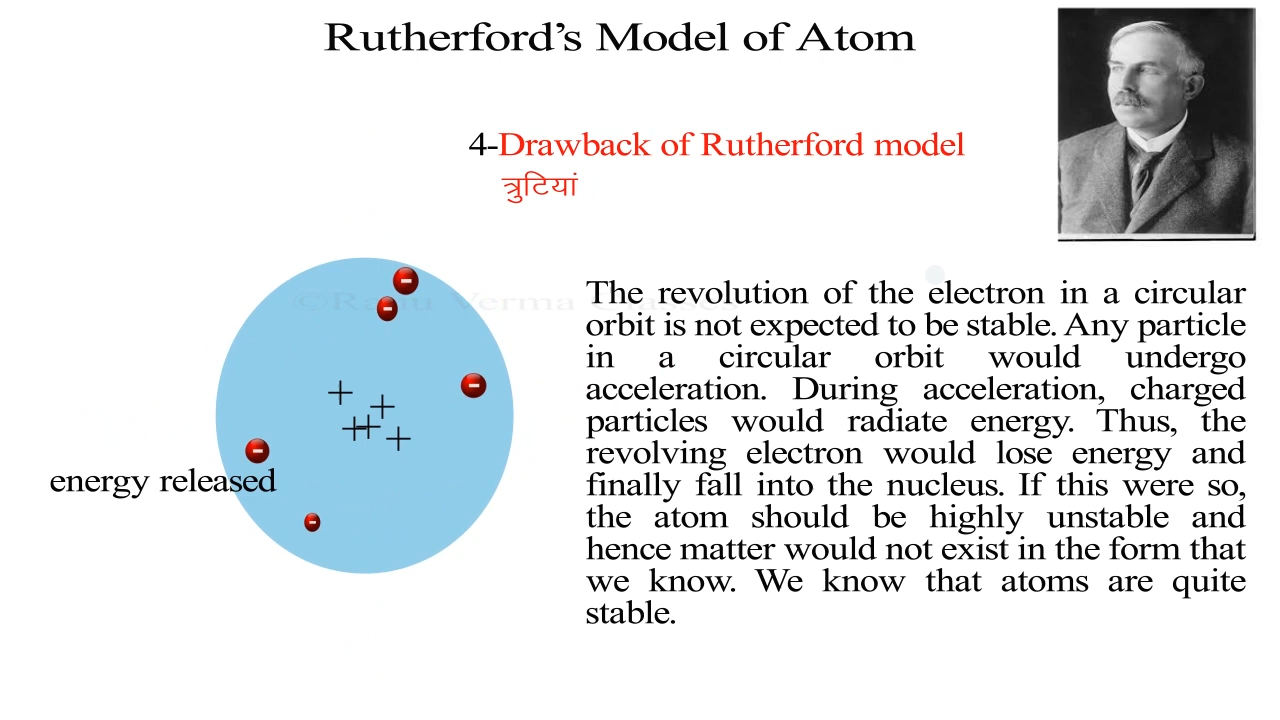 Rutherford’s Model of Atom
4-Drawback of Rutherford model
त्रुटियां
The revolution of the electron in a circular
orbit is not expected to be stable. Any particle
in a circular orbit would undergo
acceleration. During acceleration, charged
particles would radiate energy. Thus, the
revolving electron would lose energy and
finally fall into the nucleus. If this were so,
the atom should be highly unstable and
hence matter would not exist in the form that
we know. We know that atoms are quite
stable.
energy released